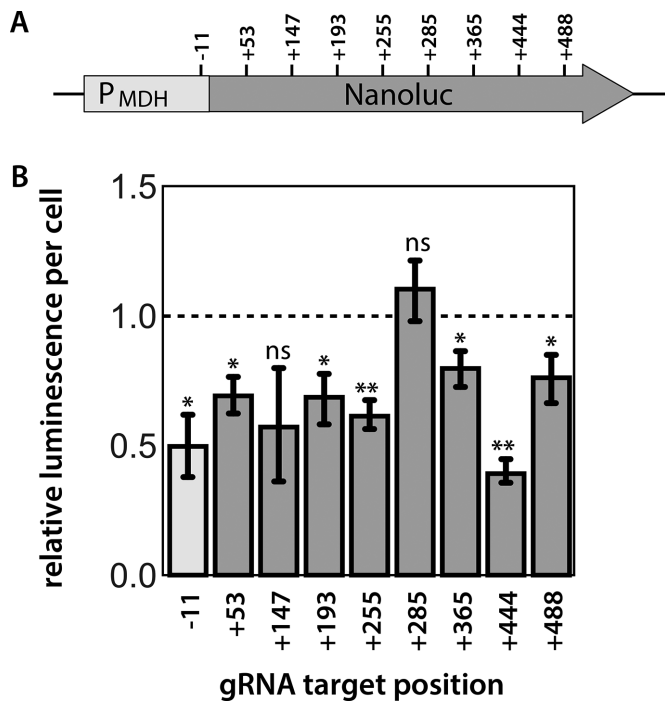 A
-11 +53 +147 +193 +255 +285 +365 +444 +488
P MDH Nanoluc
B
relative luminescence per cell
1.5
1.0
0.5
0.0
* * ns * ** ns * ** *
-11 +53 +147 +193 +255 +285 +365 +444 +488
gRNA target position